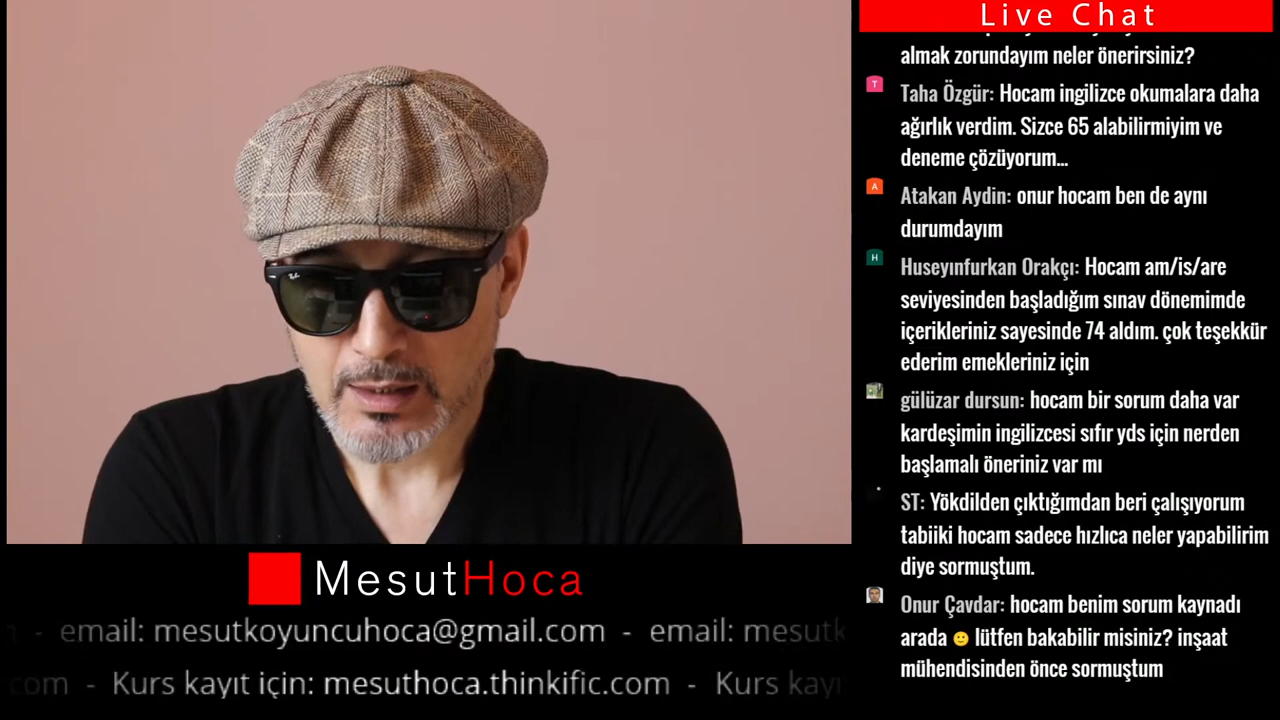 Live Chat
almak zorundayım neler önerirsiniz?
T
Taha Özgür: Hocam ingilizce okumalara daha
ağırlık verdim. Sizce 65 alabilirmiyim ve
deneme çözüyorum...
A
Atakan Aydin: onur hocam ben de aynı
durumdayım
H
Huseyınfurkan Orakçı: Hocam am/is/are
seviyesinden başladığım sınav dönemimde
içerikleriniz sayesinde 74 aldım. çok teşekkür
ederim emekleriniz için
gülüzar dursun: hocam bir sorum daha var
kardeşimin ingilizcesi sıfır yds için nerden
başlamalı öneriniz var mı
ST: Yökdilden çıktığımdan beri çalışıyorum
tabiiki hocam sadece hızlıca neler yapabilirim
diye sormuştum.
Onur Çavdar: hocam benim sorum kaynadı
arada 🙂 lütfen bakabilir misiniz? inşaat
mühendisinden önce sormuştum
Ray-Ban
MesutHoca
- email: mesutkoyuncuhoca@gmail.com - email: mesutk
com - Kurs kayıt için: mesuthoca.thinkific.com - Kurs kayı